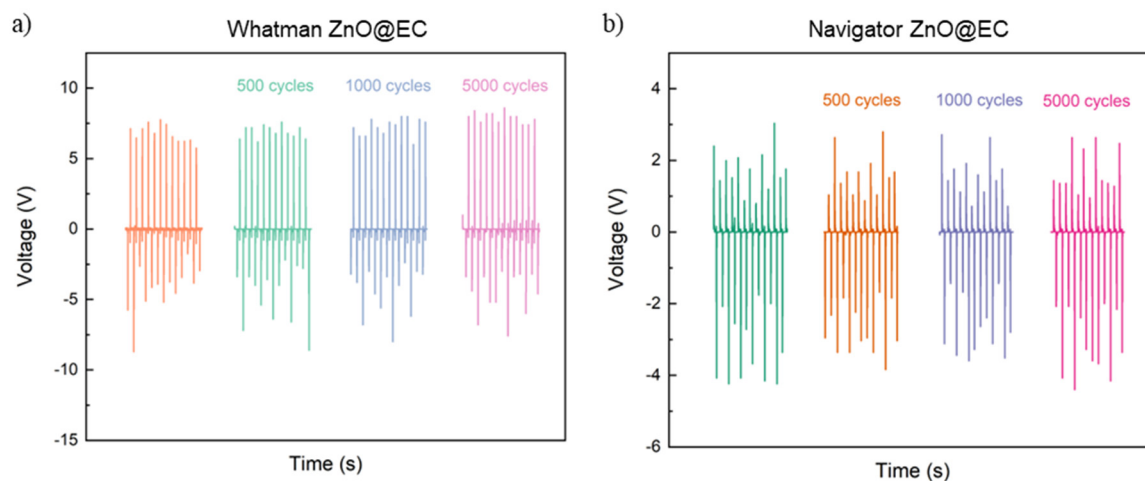 a)
Whatman ZnO@EC
500 cycles 1000 cycles 5000 cycles
10
5
0
-5
-10
-15
Voltage (V)
Time (s)
b)
Navigator ZnO@EC
500 cycles 1000 cycles 5000 cycles
4
2
0
-2
-4
-6
Voltage (V)
Time (s)